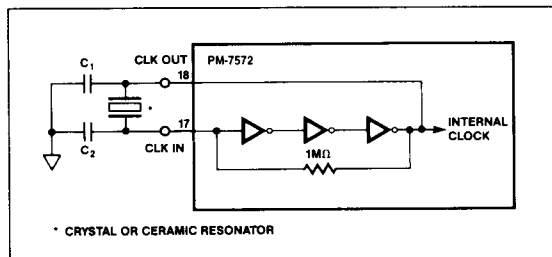 C1
CLK OUT
18
PM-7572
*
17
C2
CLK IN
1MΩ
INTERNAL
CLOCK
* CRYSTAL OR CERAMIC RESONATOR